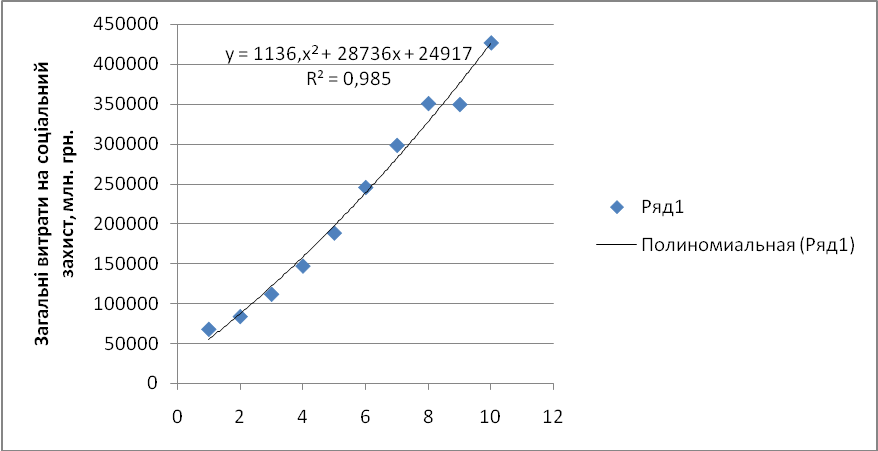 450000
400000
350000
300000
250000
200000
150000
100000
50000
0
0 2 4 6 8 10 12
Загальні витрати на соціальний
захист, млн. грн.
y = 1136,x² + 28736x + 24917
R² = 0,985
Ряд1
Полиномиальная (Ряд1)